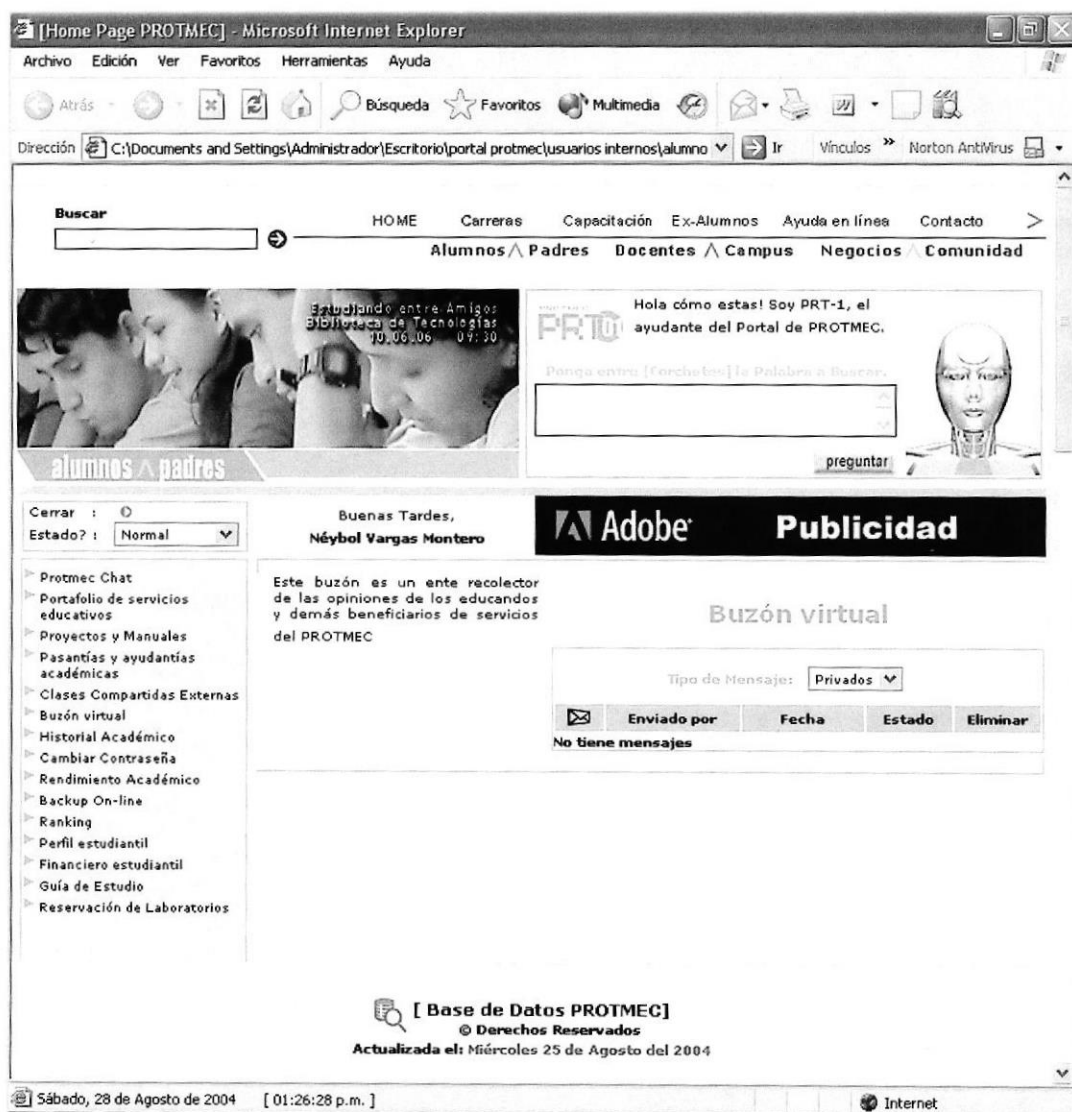 [Home Page PROTMEC] - Microsoft Internet Explorer
Archivo Edición Ver Favoritos Herramientas Ayuda
Atrás Búsqueda Favoritos Multimedia
Dirección C:\Documents and Settings\Administrador\Escritorio\portal protmec\usuarios internos\alumno Ir Vínculos » Norton AntiVirus
Buscar
HOME Carreras Capacitación Ex-Alumnos Ayuda en línea Contacto >
Alumnos Padres Docentes Campus Negocios Comunidad
Estudiando entre Amigos
Biblioteca de Tecnologías
10.06.06 09:30
alumnos padres
Hola cómo estas! Soy PRT-1, el
ayudante del Portal de PROTMEC.
Ponga entre [Corchetes] la Palabra a Buscar.
preguntar
Cerrar :
Estado? : Normal
Buenas Tardes,
Néybol Vargas Montero
Adobe Publicidad
Protmec Chat
Portafolio de servicios
educativos
Proyectos y Manuales
Pasantías y ayudantías
académicas
Clases Compartidas Externas
Buzón virtual
Historial Académico
Cambiar Contraseña
Rendimiento Académico
Backup On-line
Ranking
Perfil estudiantil
Financiero estudiantil
Guía de Estudio
Reservación de Laboratorios
Este buzón es un ente recolector
de las opiniones de los educandos
y demás beneficiarios de servicios
del PROTMEC
Buzón virtual
Tipo de Mensaje: Privados
Enviado por Fecha Estado Eliminar
No tiene mensajes
[ Base de Datos PROTMEC]
© Derechos Reservados
Actualizada el: Miércoles 25 de Agosto del 2004
Sábado, 28 de Agosto de 2004 [ 01:26:28 p.m. ] Internet